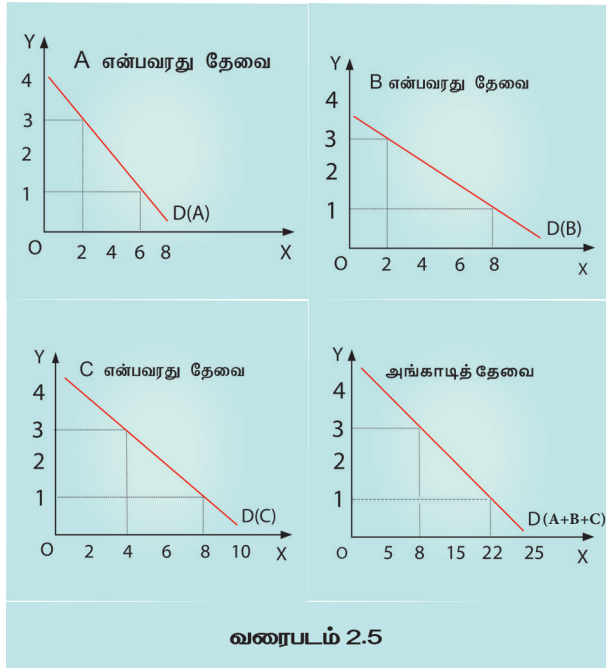 Y
A என்பவரது தேவை
4
3
2
1
D(A)
O 2 4 6 8 X
Y
B என்பவரது தேவை
4
3
2
1
D(B)
O 2 4 6 8 X
Y
C என்பவரது தேவை
4
3
2
1
D(C)
O 2 4 6 8 10 X
Y
அங்காடித் தேவை
4
3
2
1
D(A+B+C)
O 5 8 15 22 25 X
வரைபடம் 2.5